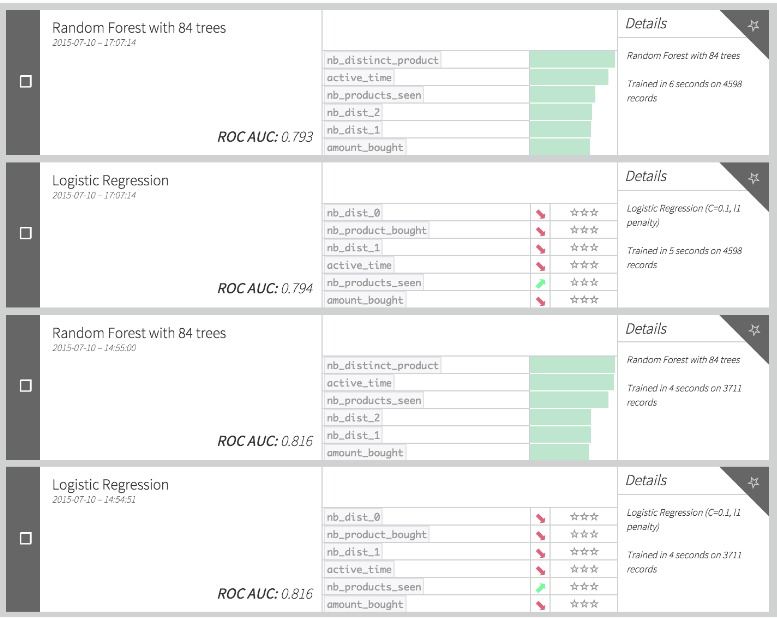 Random Forest with 84 trees
2015-07-10 – 17:07:14
ROC AUC: 0.793
nb_distinct_product
active_time
nb_products_seen
nb_dist_2
nb_dist_1
amount_bought
Details
Random Forest with 84 trees
Trained in 6 seconds on 4598
records
Logistic Regression
2015-07-10 – 17:07:14
ROC AUC: 0.794
nb_dist_0
nb_product_bought
nb_dist_1
active_time
nb_products_seen
amount_bought
Details
Logistic Regression (C=0.1, l1
penalty)
Trained in 5 seconds on 4598
records
Random Forest with 84 trees
2015-07-10 – 14:55:00
ROC AUC: 0.816
nb_distinct_product
active_time
nb_products_seen
nb_dist_2
nb_dist_1
amount_bought
Details
Random Forest with 84 trees
Trained in 4 seconds on 3711
records
Logistic Regression
2015-07-10 – 14:54:51
ROC AUC: 0.816
nb_dist_0
nb_product_bought
nb_dist_1
active_time
nb_products_seen
amount_bought
Details
Logistic Regression (C=0.1, l1
penalty)
Trained in 4 seconds on 3711
records